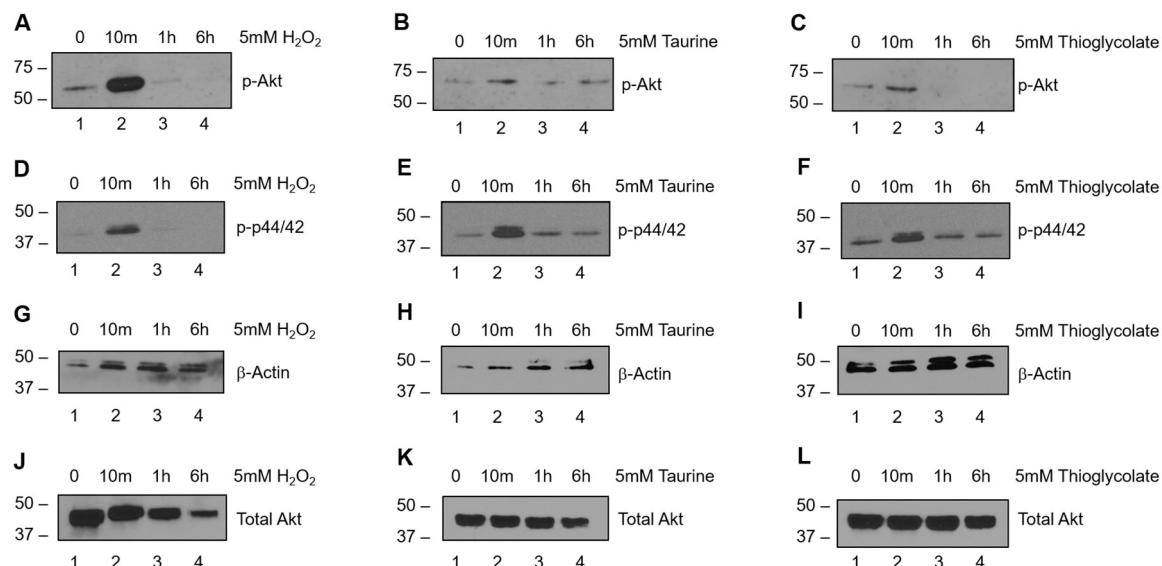 A
0 10m 1h 6h 5mM H₂O₂
75 –
50 –
p-Akt
1 2 3 4
B
0 10m 1h 6h 5mM Taurine
75 –
50 –
p-Akt
1 2 3 4
C
0 10m 1h 6h 5mM Thioglycolate
75 –
50 –
p-Akt
1 2 3 4
D
0 10m 1h 6h 5mM H₂O₂
50 –
37 –
p-p44/42
1 2 3 4
E
0 10m 1h 6h 5mM Taurine
50 –
37 –
p-p44/42
1 2 3 4
F
0 10m 1h 6h 5mM Thioglycolate
50 –
37 –
p-p44/42
1 2 3 4
G
0 10m 1h 6h 5mM H₂O₂
50 –
37 –
β-Actin
1 2 3 4
H
0 10m 1h 6h 5mM Taurine
50 –
37 –
β-Actin
1 2 3 4
I
0 10m 1h 6h 5mM Thioglycolate
50 –
37 –
β-Actin
1 2 3 4
J
0 10m 1h 6h 5mM H₂O₂
50 –
37 –
Total Akt
1 2 3 4
K
0 10m 1h 6h 5mM Taurine
50 –
37 –
Total Akt
1 2 3 4
L
0 10m 1h 6h 5mM Thioglycolate
50 –
37 –
Total Akt
1 2 3 4